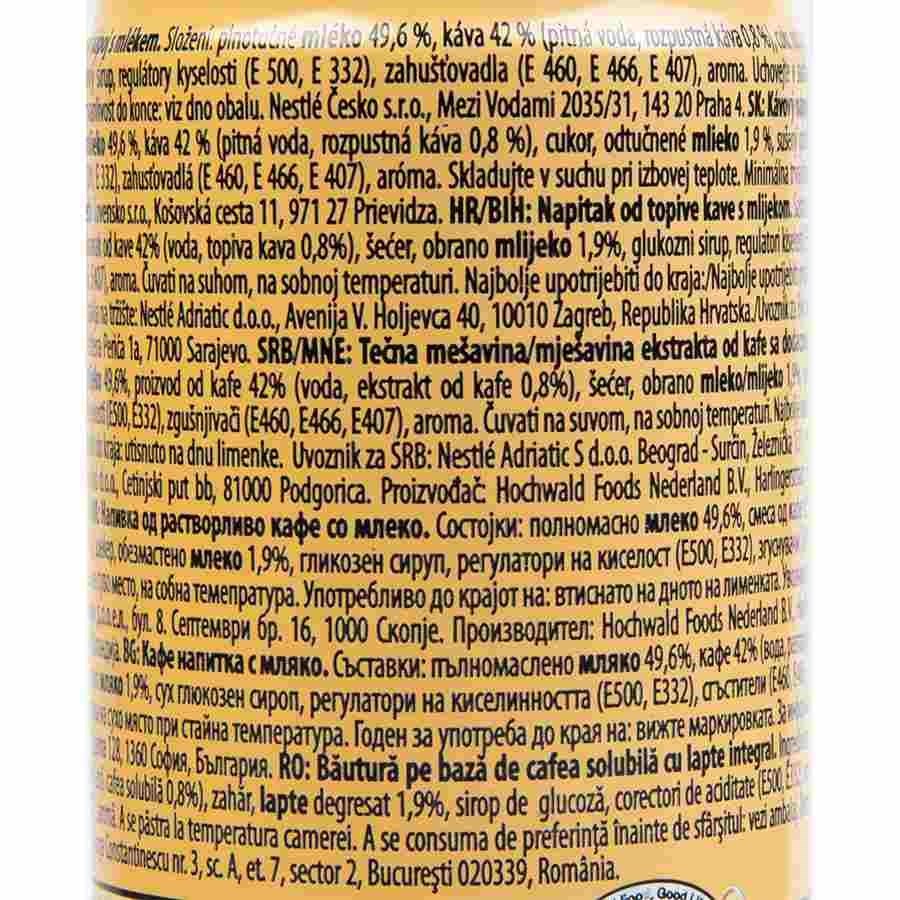 s mlékem. Složení: plnotučné mléko 49,6 %, káva 42 % (pitná voda, rozpustná káva 0,8 %),
sirup, regulátory kyselosti (E 500, E 332), zahušťovadla (E 460, E 466, E 407), aroma. Uchovejte v
do konce: viz dno obalu. Nestlé Česko s.r.o., Mezi Vodami 2035/31, 143 20 Praha 4. SK: Kávový
49,6 %, káva 42 % (pitná voda, rozpustná káva 0,8 %), cukor, odtučnené mlieko 1,9 %,
E 332), zahusťovadlá (E 460, E 466, E 407), aróma. Skladujte v suchu pri izbovej teplote.
s.r.o., Košovská cesta 11, 971 27 Prievidza. HR/BIH: Napitak od topive kave s mlijekom.
od kave 42% (voda, topiva kava 0,8%), šećer, obrano mlijeko 1,9%, glukozni sirup, regulatori
aroma. Čuvati na suhom, na sobnoj temperaturi. Najbolje upotrijebiti do kraja:/Najbolje
na tržište: Nestlé Adriatic d.o.o., Avenija V. Holjevca 40, 10010 Zagreb, Republika Hrvatska./Uvoznik
Perića 1a, 71000 Sarajevo. SRB/MNE: Tečna mešavina/mješavina ekstrakta od kafe sa
49,6%, proizvod od kafe 42% (voda, ekstrakt od kafe 0,8%), šećer, obrano mleko/mlijeko 1,9%
(E500, E332), zgušnjivači (E460, E466, E407), aroma. Čuvati na suvom, na sobnoj temperaturi.
kraja: utisnuto na dnu limenke. Uvoznik za SRB: Nestlé Adriatic S d.o.o. Beograd - Surčin, Železnička
d.o.o., Cetinjski put bb, 81000 Podgorica. Proizvođač: Hochwald Foods Nederland B.V.,
Напивка од растворливо кафе со млеко. Состојки: полномасно млеко 49,6%, смеса од
обезмастено млеко 1,9%, гликозен сируп, регулатори на киселост (E500, E332),
место, на собна температура. Употребливо до крајот на: втиснато на дното на лименката.
бул. 8. Септември бр. 16, 1000 Скопје. Производител: Hochwald Foods Nederland B.V.
BG: Кафе напитка с мляко. Съставки: пълномаслено мляко 49,6%, кафе 42% (вода,
мляко 1,9%, сух глюкозен сироп, регулатори на киселинността (E500, E332), сгъстители (E460,
сухо място при стайна температура. Годен за употреба до края на: вижте маркировката. За
128, 1360 София, България. RO: Băutură pe bază de cafea solubilă cu lapte integral.
cafea solubilă 0,8%), zahăr, lapte degresat 1,9%, sirop de glucoză, corectori de aciditate (E500,
A se păstra la temperatura camerei. A se consuma de preferință înainte de sfârșitul: vezi
Constantinescu nr. 3, sc. A, et. 7, sector 2, București 020339, România.
Good